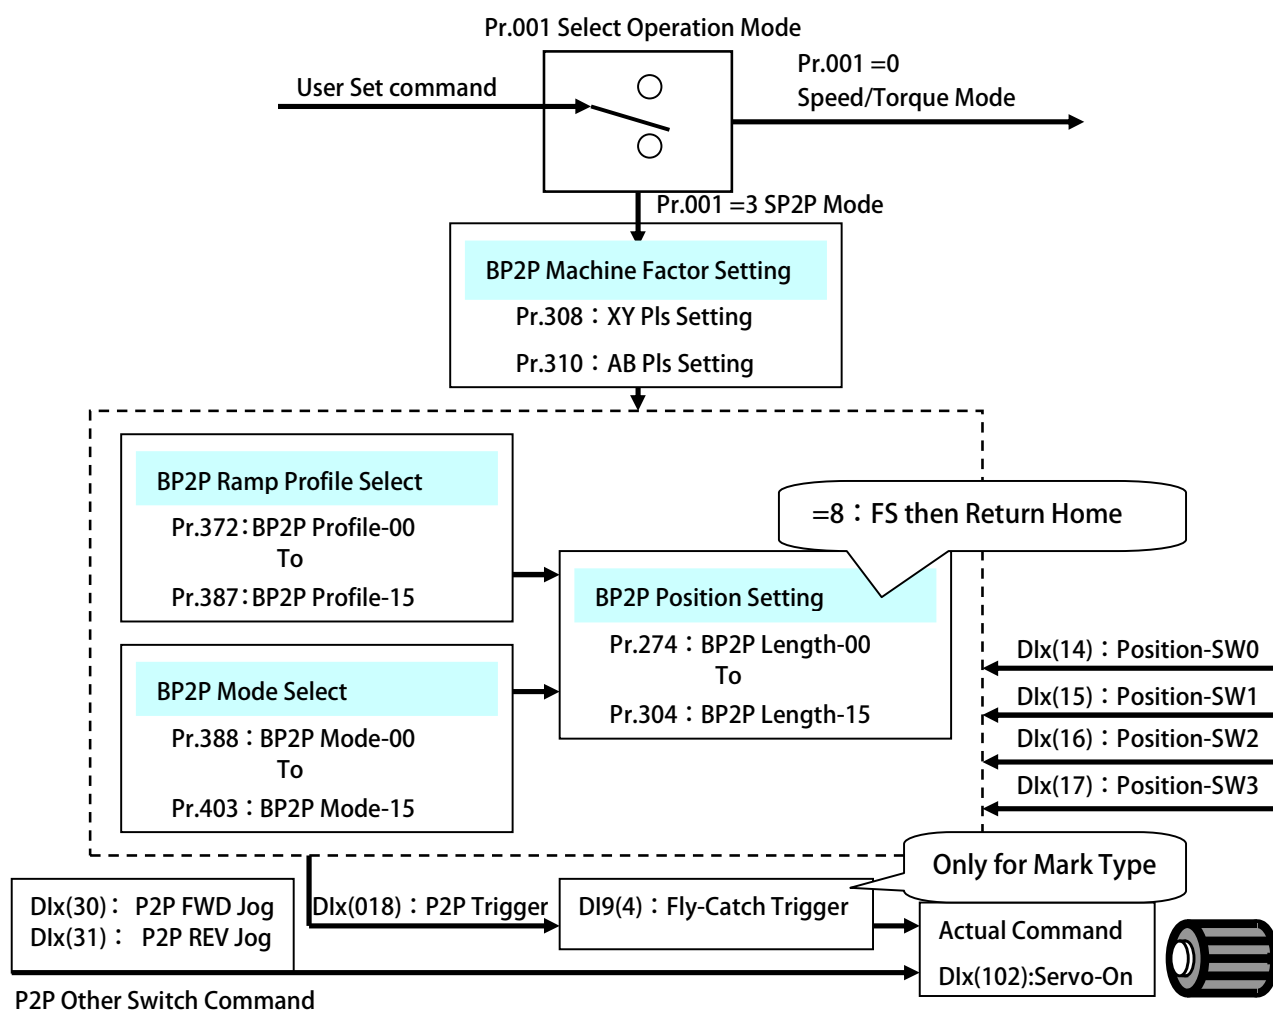 Pr.001 Select Operation Mode
User Set command
Pr.001 =0
Speed/Torque Mode
Pr.001 =3 SP2P Mode
BP2P Machine Factor Setting
Pr.308：XY Pls Setting
Pr.310：AB Pls Setting
BP2P Ramp Profile Select
Pr.372：BP2P Profile-00
To
Pr.387：BP2P Profile-15
=8：FS then Return Home
BP2P Position Setting
Pr.274：BP2P Length-00
To
Pr.304：BP2P Length-15
BP2P Mode Select
Pr.388：BP2P Mode-00
To
Pr.403：BP2P Mode-15
DIx(14)：Position-SW0
DIx(15)：Position-SW1
DIx(16)：Position-SW2
DIx(17)：Position-SW3
Only for Mark Type
DIx(30)： P2P FWD Jog
DIx(31)： P2P REV Jog
DIx(018)：P2P Trigger
DI9(4)：Fly-Catch Trigger
Actual Command
DIx(102):Servo-On
P2P Other Switch Command